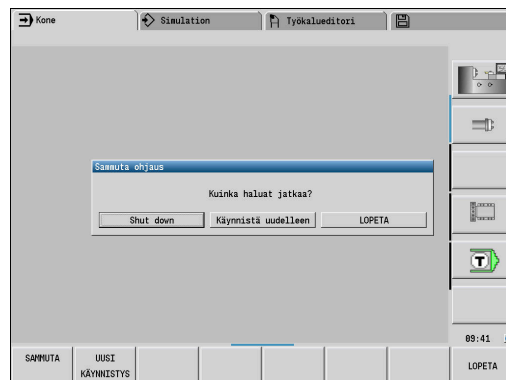 Kone
Simulation
Työkalueditori
Sammuta ohjaus
Kuinka haluat jatkaa?
Shut down
Käynnistä uudelleen
LOPETA
T
09:41
SAMMUTA
UUSI
KÄYNNISTYS
LOPETA